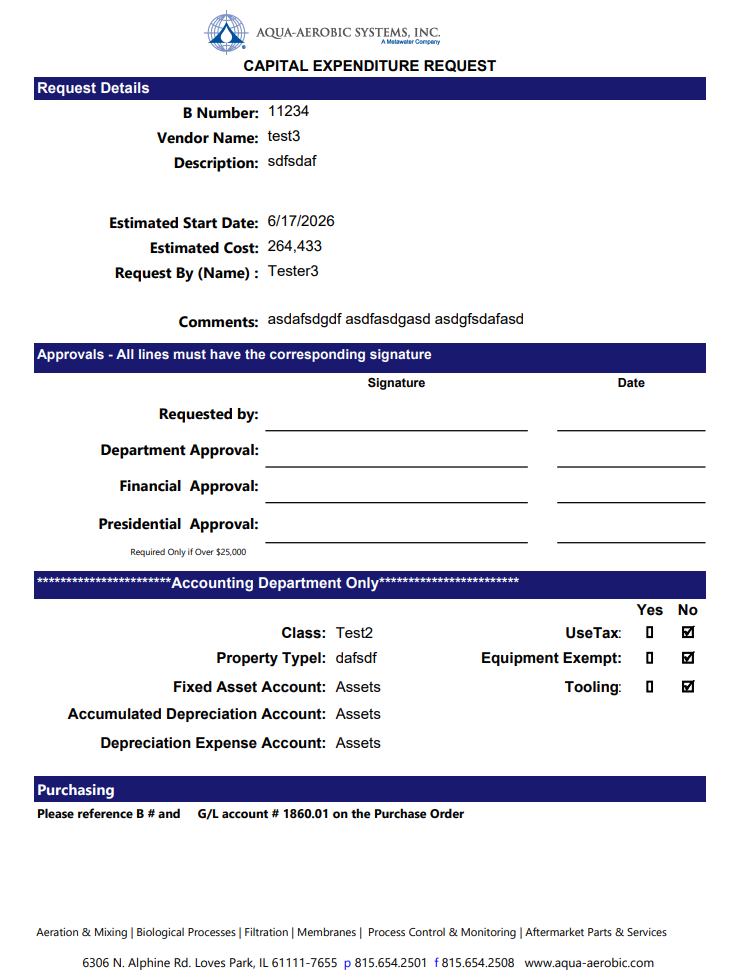 AQUA-AEROBIC SYSTEMS, INC.
A Metawater Company
CAPITAL EXPENDITURE REQUEST
Request Details
B Number: 11234
Vendor Name: test3
Description: sdfsdaf
Estimated Start Date: 6/17/2026
Estimated Cost: 264,433
Request By (Name) : Tester3
Comments: asdafsdgdf asdfasdgasd asdgfsdafasd
Approvals - All lines must have the corresponding signature
Signature Date
Requested by:
Department Approval:
Financial Approval:
Presidential Approval:
Required Only if Over $25,000
************************Accounting Department Only*************************
Yes No
Class: Test2 UseTax:
Property Typel: dafsdf Equipment Exempt:
Fixed Asset Account: Assets Tooling:
Accumulated Depreciation Account: Assets
Depreciation Expense Account: Assets
Purchasing
Please reference B # and G/L account # 1860.01 on the Purchase Order
Aeration & Mixing | Biological Processes | Filtration | Membranes | Process Control & Monitoring | Aftermarket Parts & Services
6306 N. Alphine Rd. Loves Park, IL 61111-7655 p 815.654.2501 f 815.654.2508 www.aqua-aerobic.com